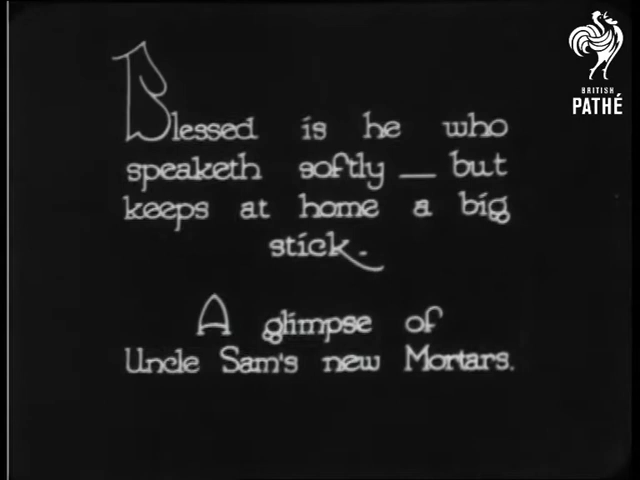 BRITISH
PATHÉ
Blessed is he who
speaketh softly — but
keeps at home a big
stick.
A glimpse of
Uncle Sam's new Mortars.